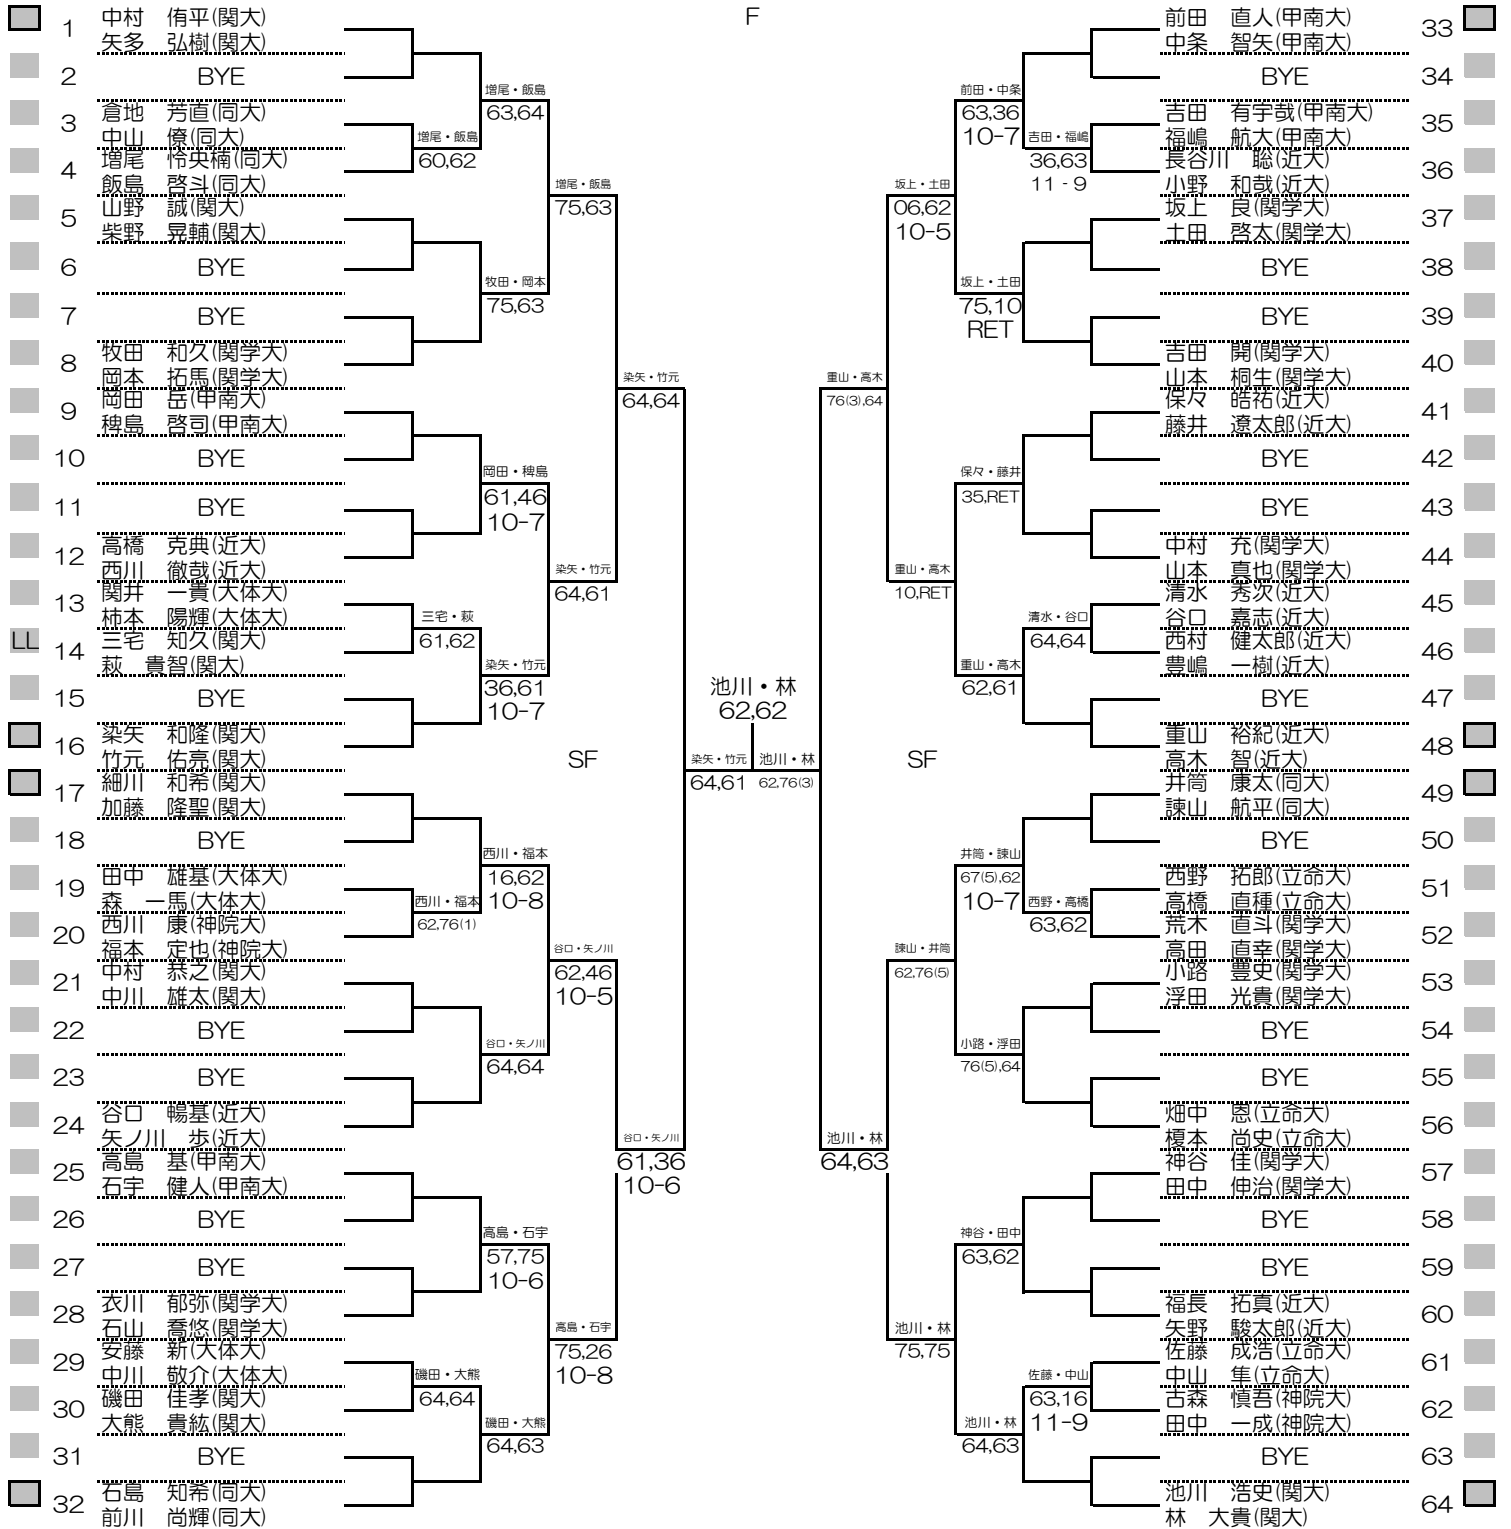 F
1
中村　侑平(関大)
矢多　弘樹(関大)
2
BYE
3
倉地　芳直(同大)
中山　僚(同大)
4
増尾　怜央楠(同大)
飯島　啓斗(同大)
5
山野　誠(関大)
柴野　晃輔(関大)
6
BYE
7
BYE
8
牧田　和久(関学大)
岡本　拓馬(関学大)
9
岡田　岳(甲南大)
稗島　啓司(甲南大)
10
BYE
11
BYE
12
高橋　克典(近大)
西川　徹哉(近大)
13
関井　一貴(大体大)
柿本　陽輝(大体大)
LL
14
三宅　知久(関大)
萩　貴智(関大)
15
BYE
16
染矢　和隆(関大)
竹元　佑亮(関大)
17
細川　和希(関大)
加藤　隆聖(関大)
18
BYE
19
田中　雄基(大体大)
森　一馬(大体大)
20
西川　康(神院大)
福本　定也(神院大)
21
中村　恭之(関大)
中川　雄太(関大)
22
BYE
23
BYE
24
谷口　暢基(近大)
矢ノ川　歩(近大)
25
高島　基(甲南大)
石宇　健人(甲南大)
26
BYE
27
BYE
28
衣川　郁弥(関学大)
石山　喬悠(関学大)
29
安藤　新(大体大)
中川　敬介(大体大)
30
磯田　佳孝(関大)
大熊　貴紘(関大)
31
BYE
32
石島　知希(同大)
前川　尚輝(同大)
増尾・飯島
60,62
三宅・萩
61,62
西川・福本
62,76(1)
磯田・大熊
64,64
増尾・飯島
63,64
牧田・岡本
75,63
岡田・稗島
61,46
10-7
染矢・竹元
36,61
10-7
西川・福本
16,62
10-8
谷口・矢ノ川
64,64
高島・石宇
57,75
10-6
磯田・大熊
64,63
増尾・飯島
75,63
染矢・竹元
64,61
谷口・矢ノ川
62,46
10-5
高島・石宇
75,26
10-8
染矢・竹元
64,64
谷口・矢ノ川
61,36
10-6
SF
染矢・竹元
64,61
池川・林
62,62
池川・林
62,76(3)
SF
重山・高木
76(3),64
池川・林
64,63
坂上・土田
06,62
10-5
重山・高木
10,RET
諫山・井筒
62,76(5)
池川・林
75,75
前田・中条
63,36
10-7
坂上・土田
75,10
RET
保々・藤井
35,RET
重山・高木
62,61
井筒・諫山
67(5),62
10-7
小路・浮田
76(5),64
神谷・田中
63,62
池川・林
64,63
吉田・福嶋
36,63
11 - 9
清水・谷口
64,64
西野・高橋
63,62
佐藤・中山
63,16
11-9
前田　直人(甲南大)
中条　智矢(甲南大)
33
BYE
34
吉田　有宇哉(甲南大)
福嶋　航大(甲南大)
35
長谷川　聡(近大)
小野　和哉(近大)
36
坂上　良(関学大)
土田　啓太(関学大)
37
BYE
38
BYE
39
吉田　開(関学大)
山本　桐生(関学大)
40
保々　皓祐(近大)
藤井　遼太郎(近大)
41
BYE
42
BYE
43
中村　充(関学大)
山本　真也(関学大)
44
清水　秀次(近大)
谷口　嘉志(近大)
45
西村　健太郎(近大)
豊嶋　一樹(近大)
46
BYE
47
重山　裕紀(近大)
高木　智(近大)
48
井筒　康太(同大)
諫山　航平(同大)
49
BYE
50
西野　拓郎(立命大)
高橋　直種(立命大)
51
荒木　直斗(関学大)
高田　直幸(関学大)
52
小路　豊史(関学大)
浮田　光貴(関学大)
53
BYE
54
BYE
55
畑中　恩(立命大)
榎本　尚史(立命大)
56
神谷　佳(関学大)
田中　伸治(関学大)
57
BYE
58
BYE
59
福長　拓真(近大)
矢野　駿太郎(近大)
60
佐藤　成浩(立命大)
中山　隼(立命大)
61
古森　慎吾(神院大)
田中　一成(神院大)
62
BYE
63
池川　浩史(関大)
林　大貴(関大)
64